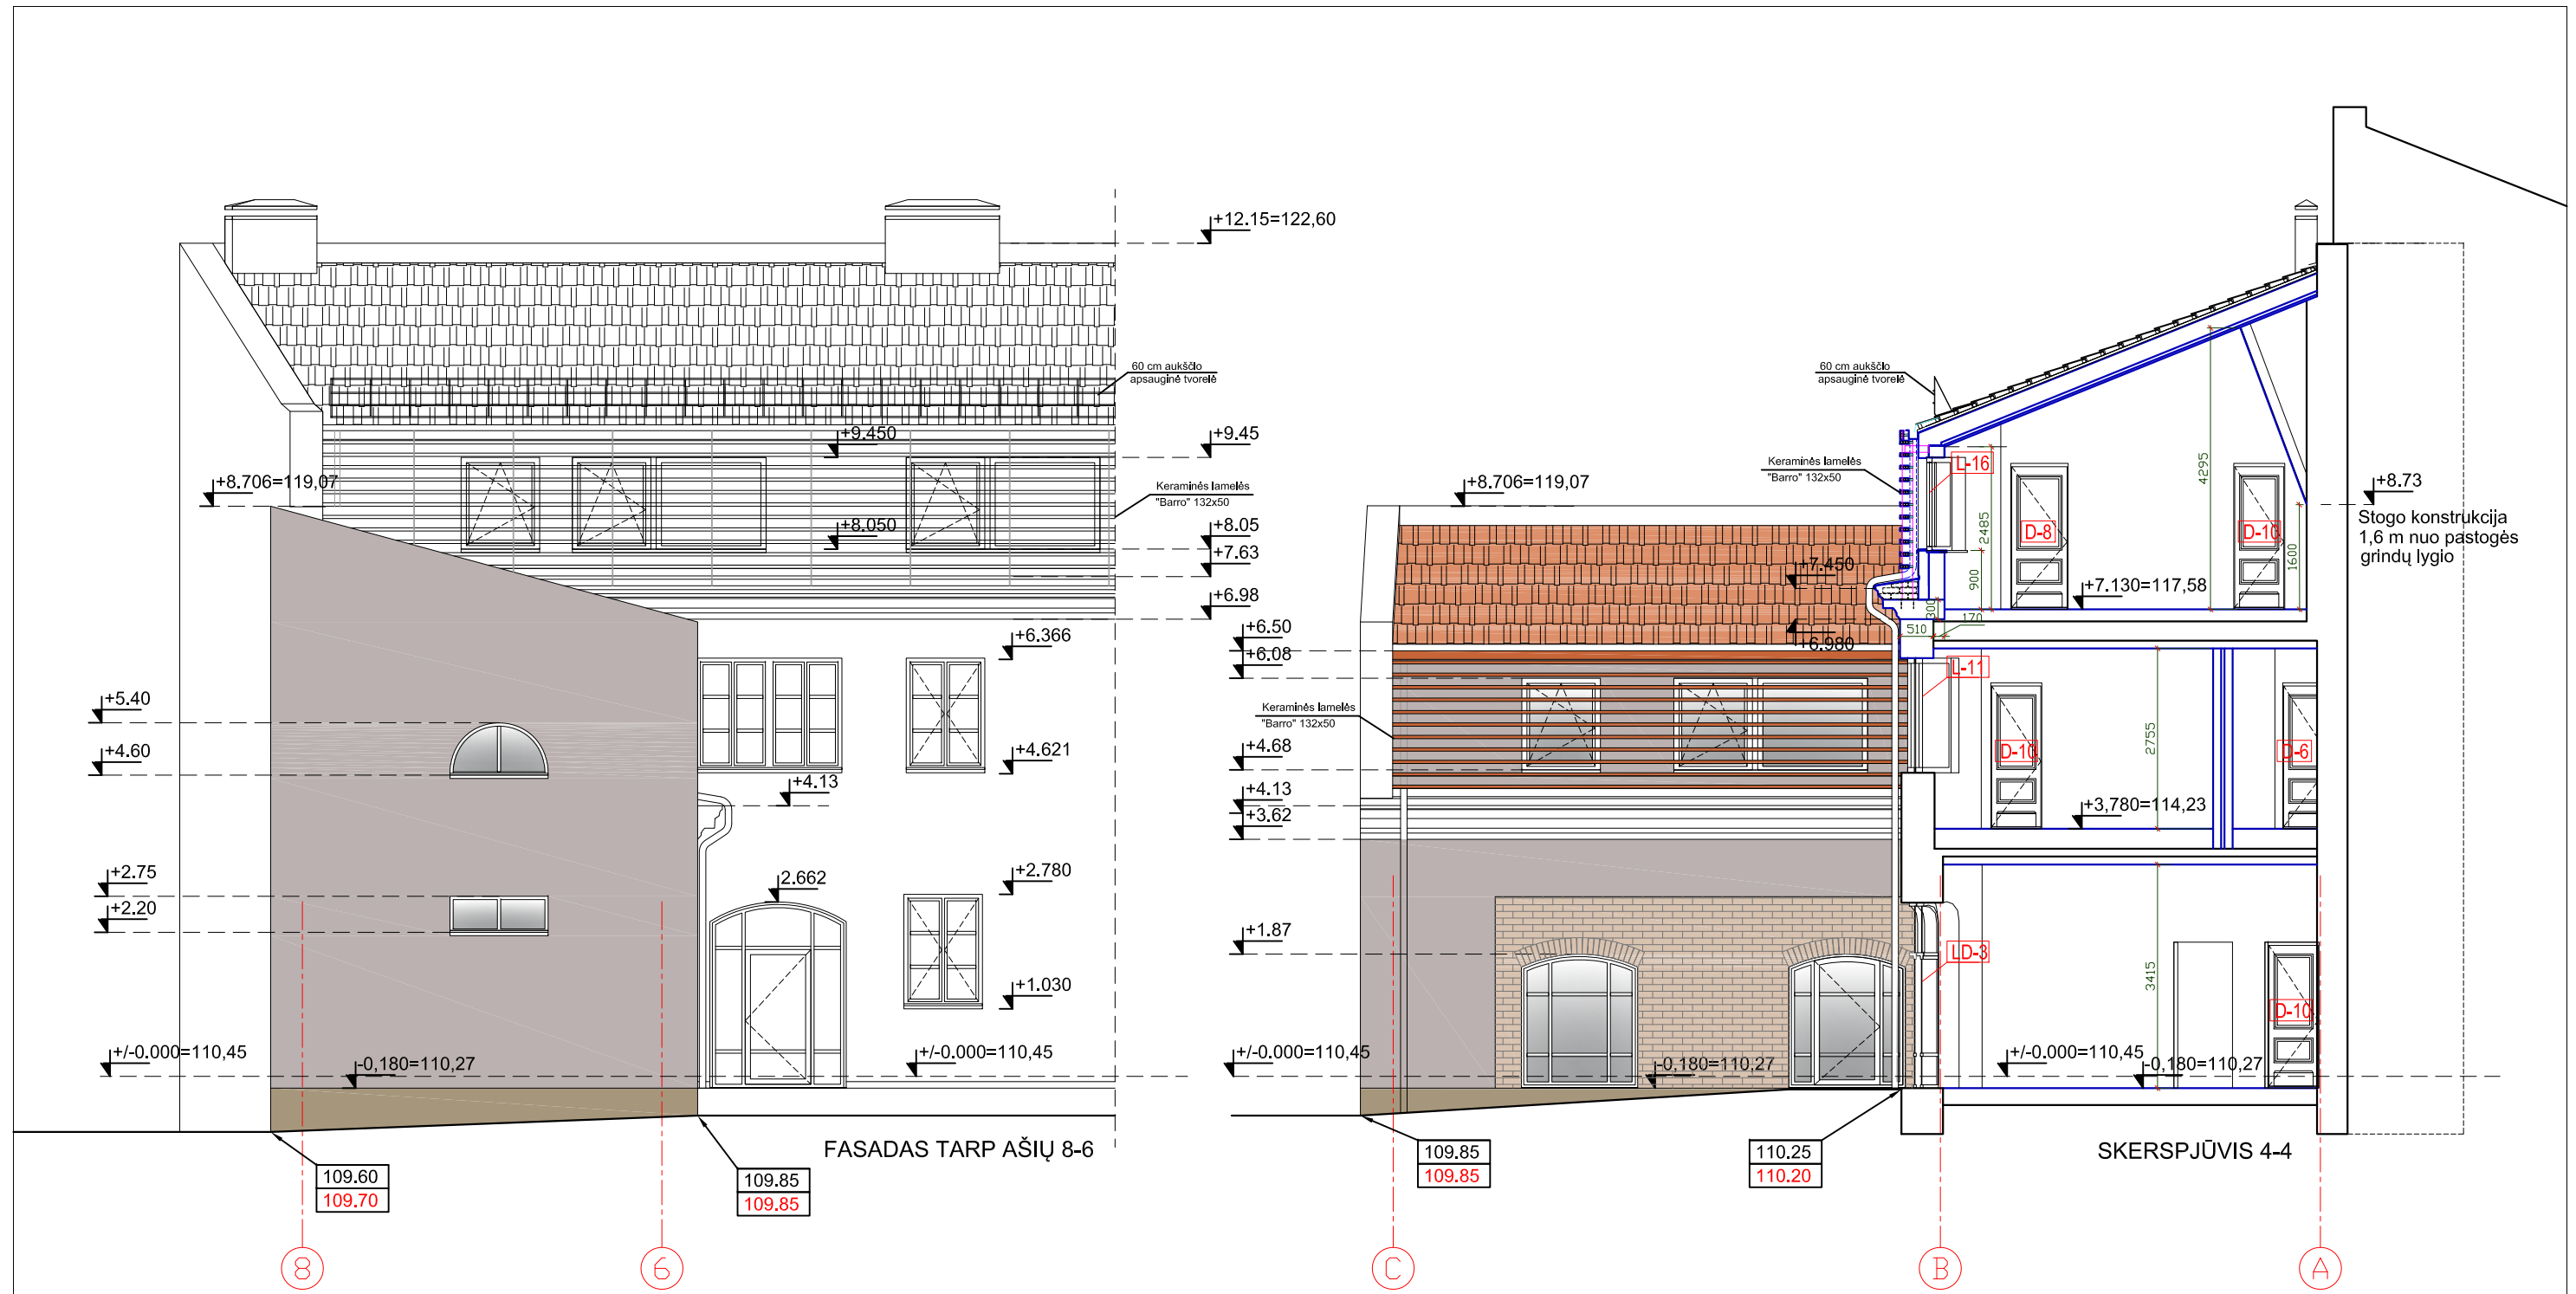 +12.15=122,60
60 cm aukščio
apsauginė tvorelė
+9.450
+9.45
+8.706=119,07
Keraminės lamelės
"Barro" 132x50
+8.050
+8.05
+7.63
+6.98
+6.366
+5.40
+4.60
+4.621
+4.13
+2.75
+2.20
2.662
+2.780
+1.030
+/-0.000=110,45
-0,180=110,27
+/-0.000=110,45
FASADAS TARP AŠIŲ 8-6
109.60
109.70
109.85
109.85
8
6
60 cm aukščio
apsauginė tvorelė
Keraminės lamelės
"Barro" 132x50
L-16
4295
+8.706=119,07
+8.73
Stogo konstrukcija
1,6 m nuo pastogės
grindų lygio
D-8
D-10
2485
900
1600
+7.450
+7.130=117,58
300
510
170
+6.980
+6.50
+6.08
L-11
Keraminės lamelės
"Barro" 132x50
2755
D-10
D-6
+4.68
+4.13
+3,780=114,23
+3.62
+1.87
LD-3
3415
D-10
+/-0.000=110,45
-0,180=110,27
+/-0.000=110,45
-0,180=110,27
109.85
109.85
110.25
110.20
SKERSPJŪVIS 4-4
C
B
A